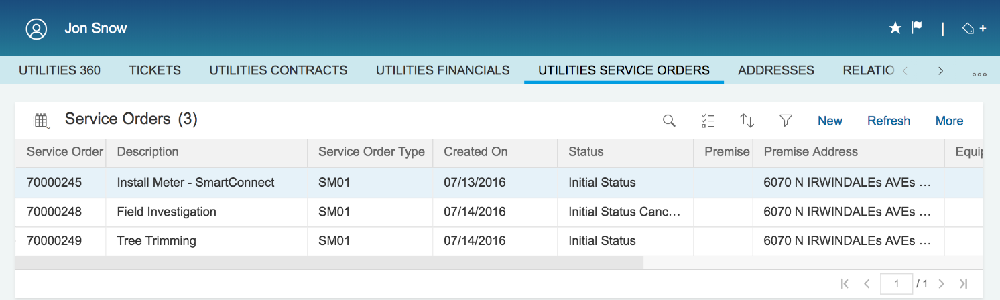 Jon Snow
|
+
UTILITIES 360 TICKETS UTILITIES CONTRACTS UTILITIES FINANCIALS UTILITIES SERVICE ORDERS ADDRESSES RELATIO
Service Orders (3) New Refresh More
Service Order Description Service Order Type Created On Status Premise Premise Address Equip
70000245 Install Meter - SmartConnect SM01 07/13/2016 Initial Status 6070 N IRWINDALEs AVEs …
70000248 Field Investigation SM01 07/14/2016 Initial Status Canc… 6070 N IRWINDALEs AVEs …
70000249 Tree Trimming SM01 07/14/2016 Initial Status 6070 N IRWINDALEs AVEs …
1 / 1